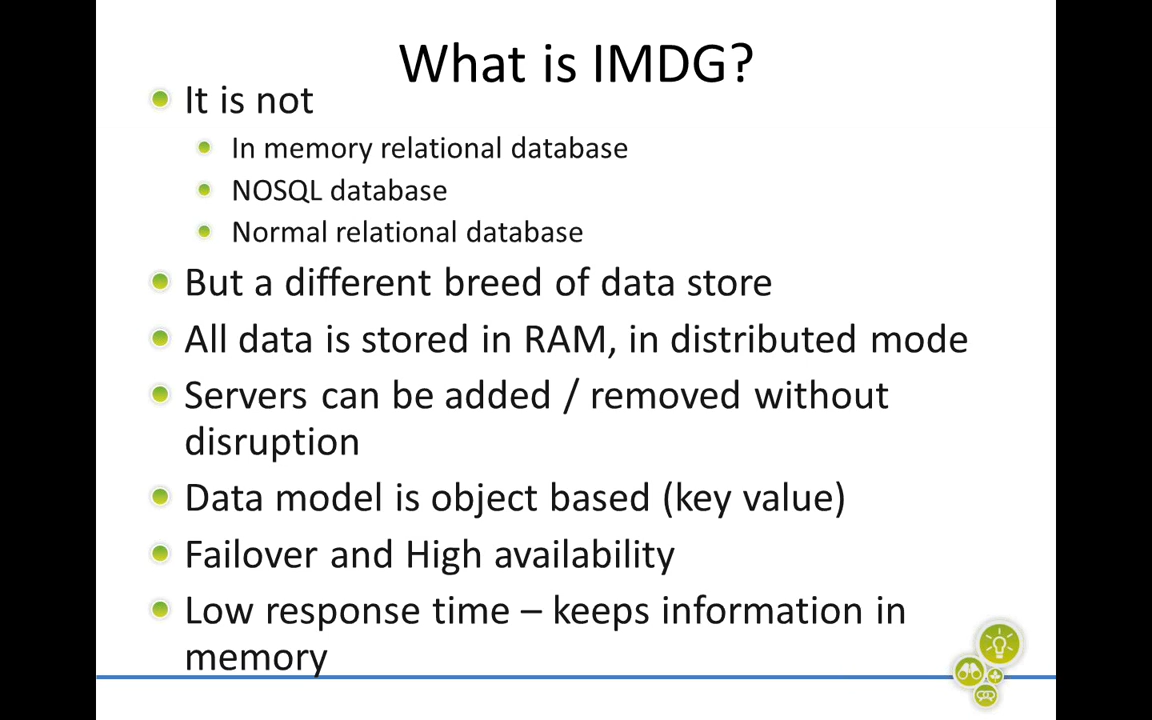 What is IMDG?
It is not
In memory relational database
NOSQL database
Normal relational database
But a different breed of data store
All data is stored in RAM, in distributed mode
Servers can be added / removed without
disruption
Data model is object based (key value)
Failover and High availability
Low response time – keeps information in
memory